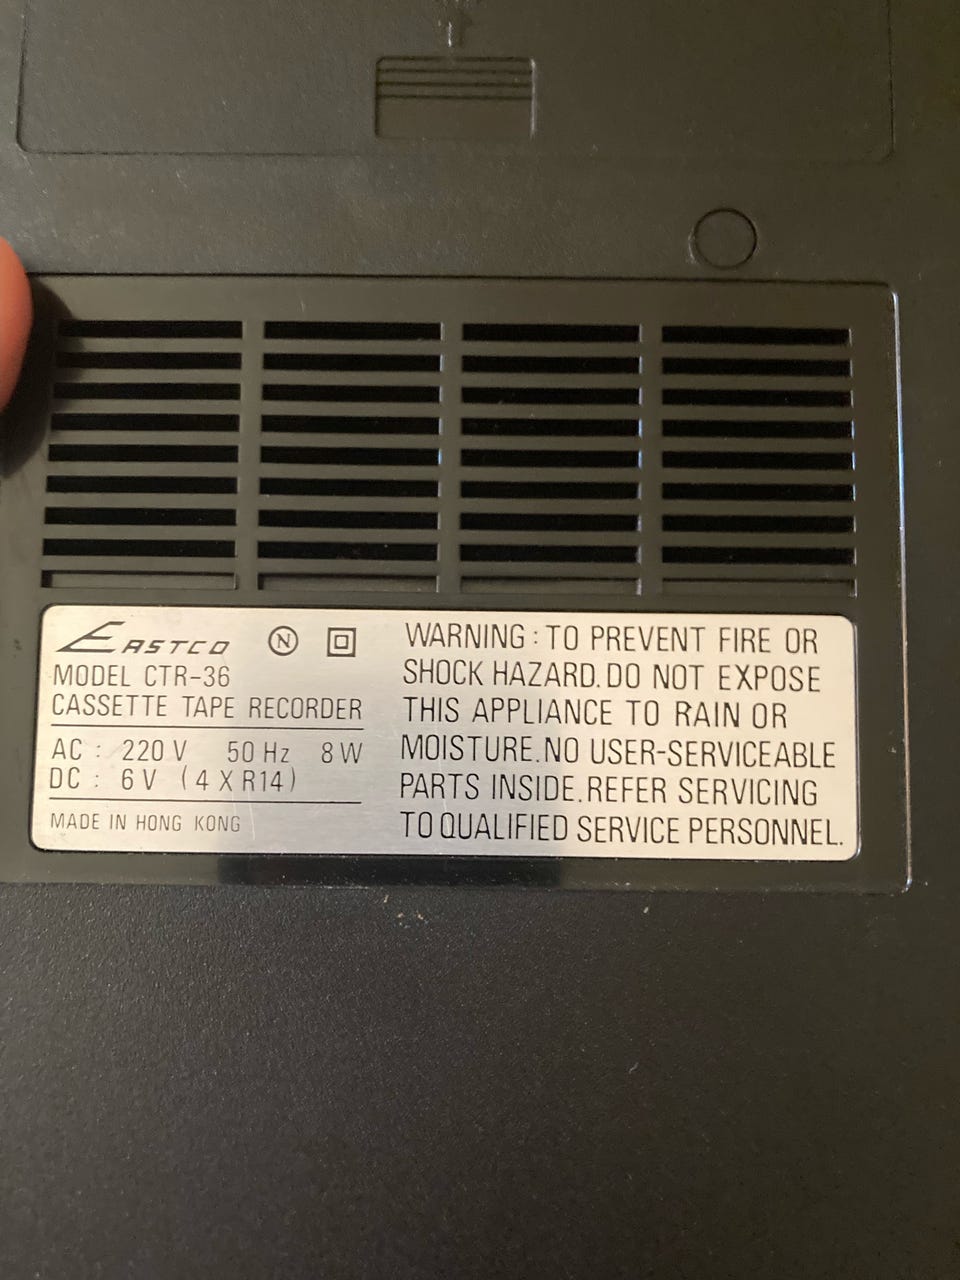 EASTCO N
MODEL CTR-36
CASSETTE TAPE RECORDER
AC : 220 V 50 Hz 8 W
DC : 6 V (4 X R14)
MADE IN HONG KONG
WARNING : TO PREVENT FIRE OR
SHOCK HAZARD. DO NOT EXPOSE
THIS APPLIANCE TO RAIN OR
MOISTURE. NO USER-SERVICEABLE
PARTS INSIDE. REFER SERVICING
TO QUALIFIED SERVICE PERSONNEL.